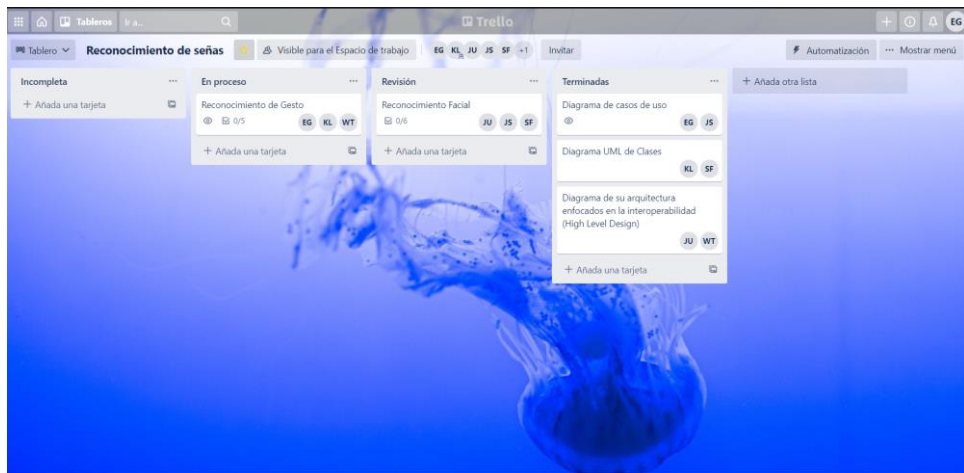 Tableros
Ir a...
Trello
EG
Tablero
Reconocimiento de señas
Visible para el Espacio de trabajo
EG KL JU JS SF +1
Invitar
Automatización
Mostrar menú
Incompleta
+ Añada una tarjeta
En proceso
Reconocimiento de Gesto
0/5
EG KL WT
+ Añada una tarjeta
Revisión
Reconocimiento Facial
0/6
JU JS SF
+ Añada una tarjeta
Terminadas
Diagrama de casos de uso
EG JS
Diagrama UML de Clases
KL SF
Diagrama de su arquitectura
enfocados en la interoperabilidad
(High Level Design)
JU WT
+ Añada una tarjeta
+ Añada otra lista